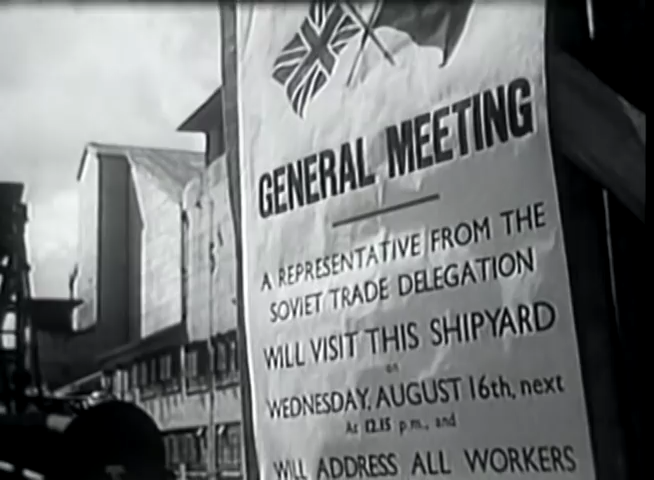 GENERAL MEETING
A REPRESENTATIVE FROM THE
SOVIET TRADE DELEGATION
WILL VISIT THIS SHIPYARD
on
WEDNESDAY, AUGUST 16th, next
At 12.15 p.m., and
WILL ADDRESS ALL WORKERS